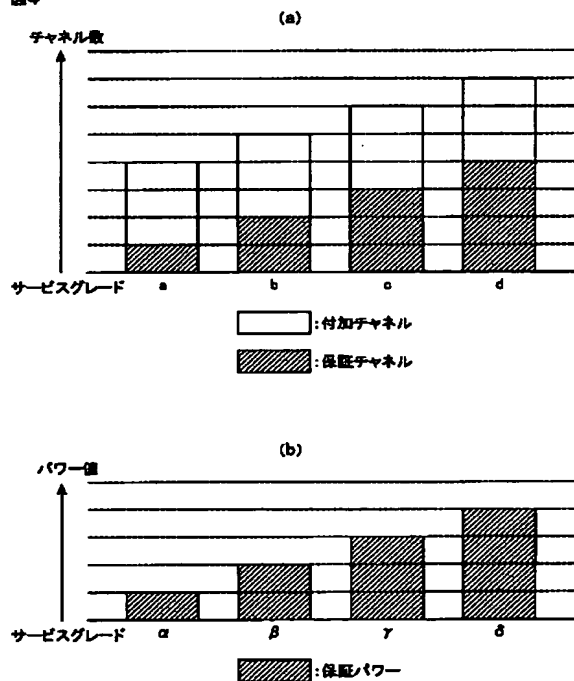 図4
(a)
チャネル数
サービスグレード a b c d
:付加チャネル
:保証チャネル
(b)
パワー値
サービスグレード α β γ δ
:保証パワー